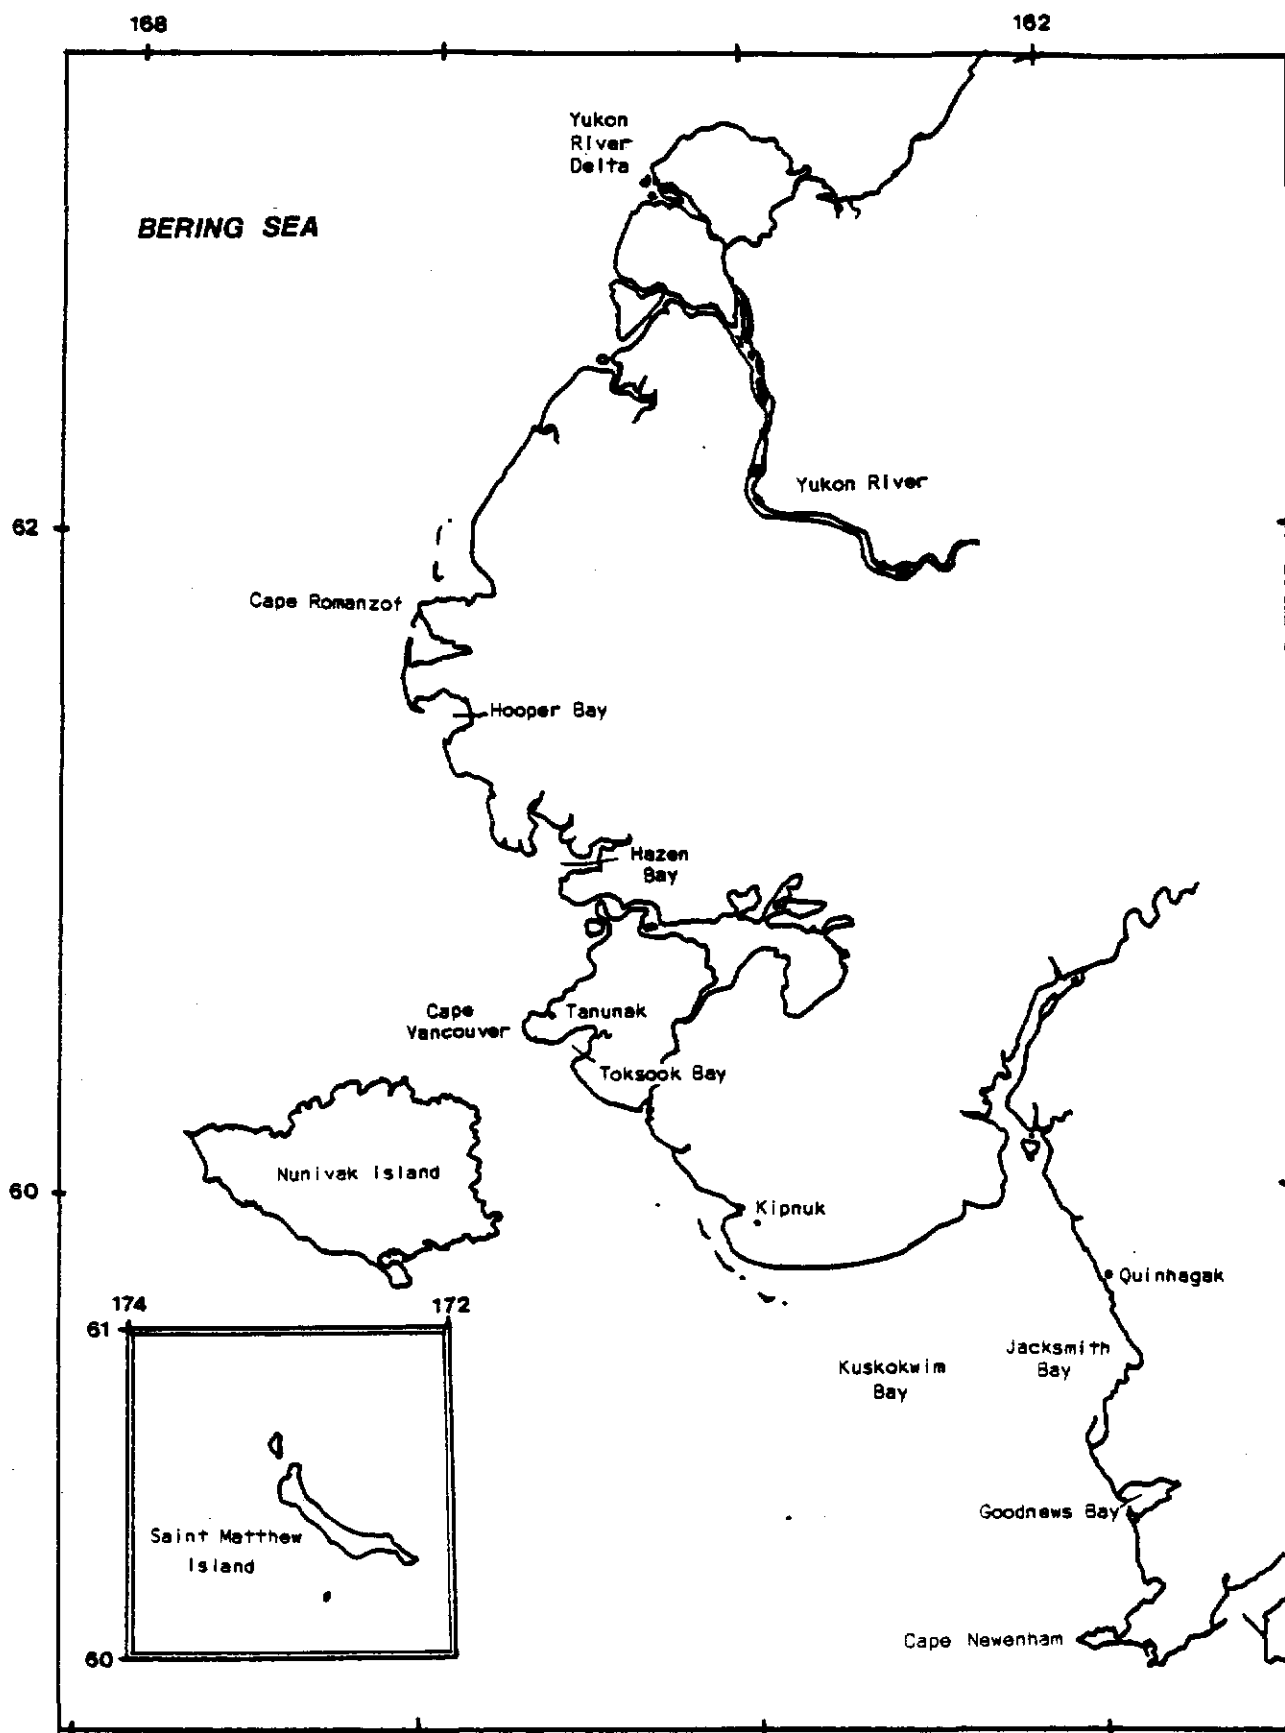 168
162
Yukon
River
Delta
BERING SEA
Yukon River
62
Cape Romanzof
Hooper Bay
Hazen
Bay
Cape
Vancouver
Tanunak
Toksook Bay
Nunivak Island
60
Kipnuk
Quinhagak
174
172
61
Jacksmith
Bay
Kuskokwim
Bay
Goodnews Bay
Saint Matthew
Island
Cape Newenham
60